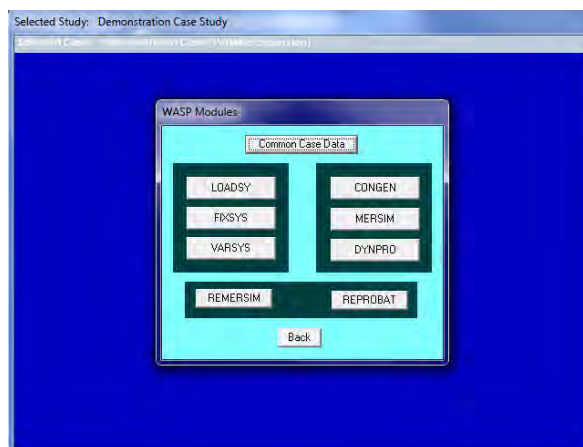 Selected Study:   Demonstration Case Study
WASP Modules
Common Case Data
LOADSY
CONGEN
FIXSYS
MERSIM
VARSYS
DYNPRO
REMERSIM
REPROBAT
Back